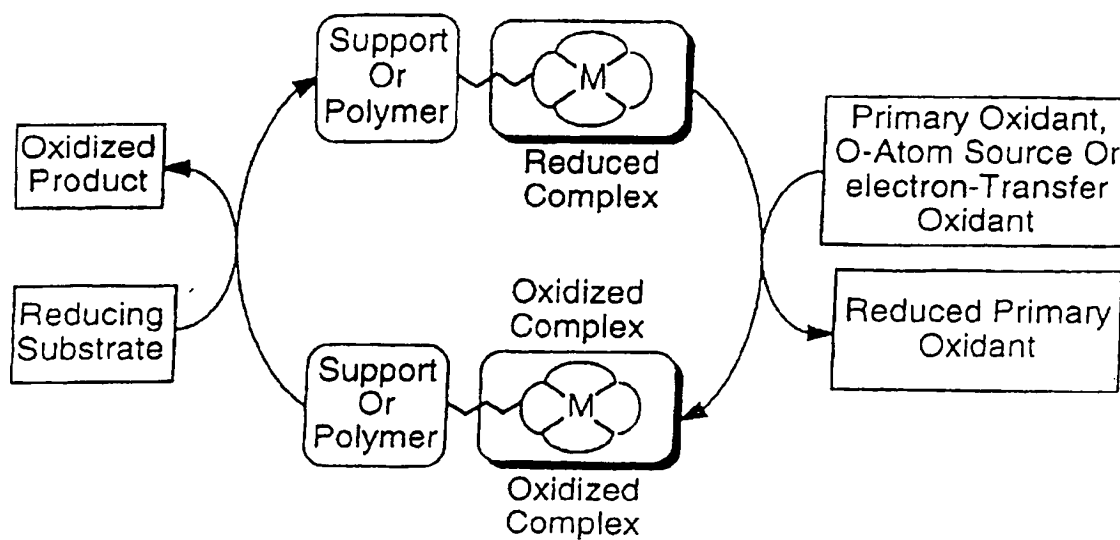 Support
Or
Polymer
M
Reduced
Complex
Oxidized
Product
Reducing
Substrate
Primary Oxidant,
O-Atom Source Or
electron-Transfer
Oxidant
Reduced Primary
Oxidant
Oxidized
Complex
Support
Or
Polymer
M
Oxidized
Complex